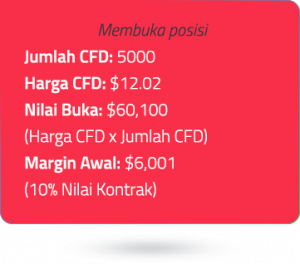 Membuka posisi
Jumlah CFD: 5000
Harga CFD: $12.02
Nilai Buka: $60,100
(Harga CFD x Jumlah CFD)
Margin Awal: $6,001
(10% Nilai Kontrak)